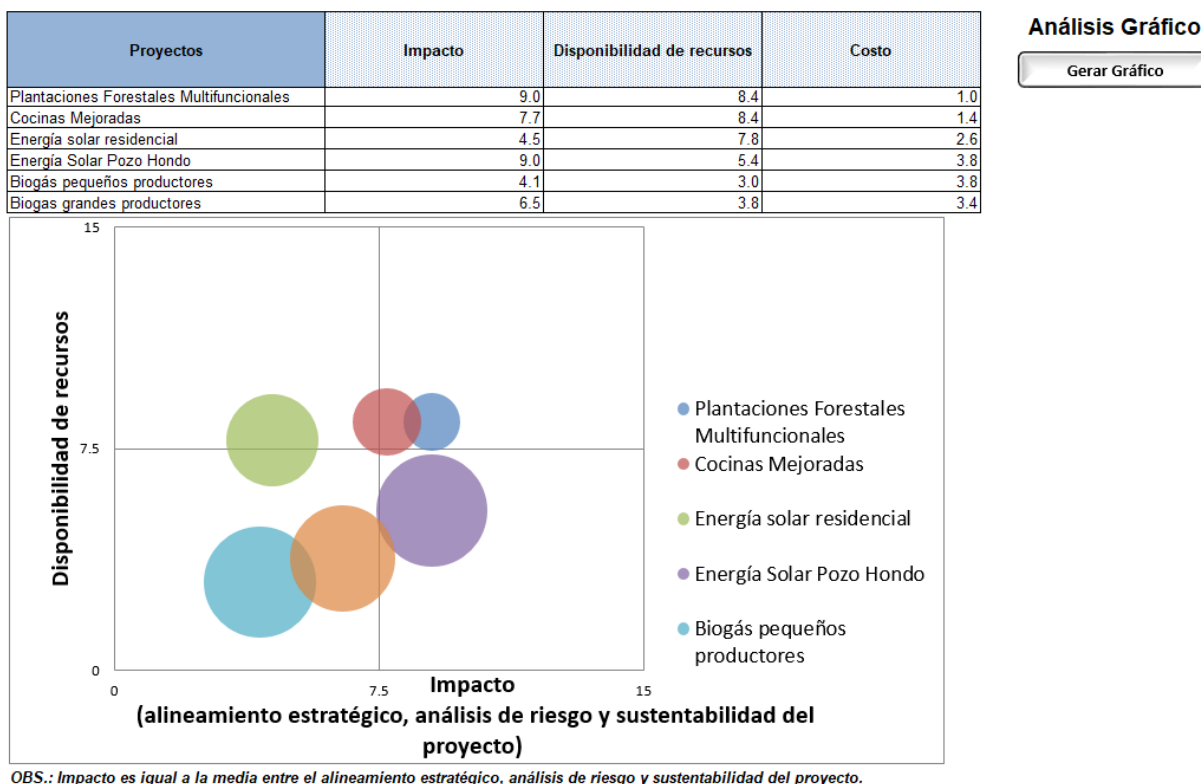 Análisis Gráfico
Gerar Gráfico
Proyectos Impacto Disponibilidad de recursos Costo
Plantaciones Forestales Multifuncionales 9.0 8.4 1.0
Cocinas Mejoradas 7.7 8.4 1.4
Energía solar residencial 4.5 7.8 2.6
Energía Solar Pozo Hondo 9.0 5.4 3.8
Biogás pequeños productores 4.1 3.0 3.8
Biogas grandes productores 6.5 3.8 3.4
15
7.5
0
Disponibilidad de recursos
0 7.5 15
Impacto
(alineamiento estratégico, análisis de riesgo y sustentabilidad del
proyecto)
Plantaciones Forestales
Multifuncionales
Cocinas Mejoradas
Energía solar residencial
Energía Solar Pozo Hondo
Biogás pequeños
productores
OBS.: Impacto es igual a la media entre el alineamiento estratégico, análisis de riesgo y sustentabilidad del proyecto.